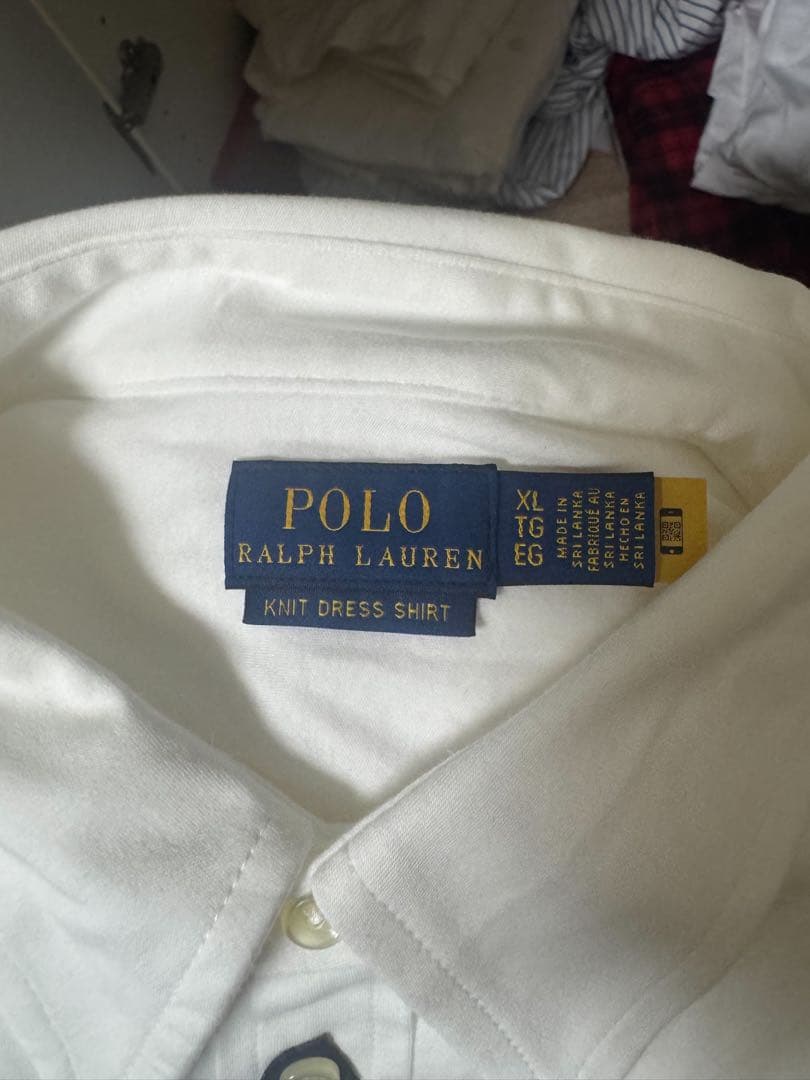 POLO
RALPH LAUREN
KNIT DRESS SHIRT
XL
TG
EG
MADE IN
SRI LANKA
FABRIQUÉ AU
SRI LANKA
HECHO EN
SRI LANKA